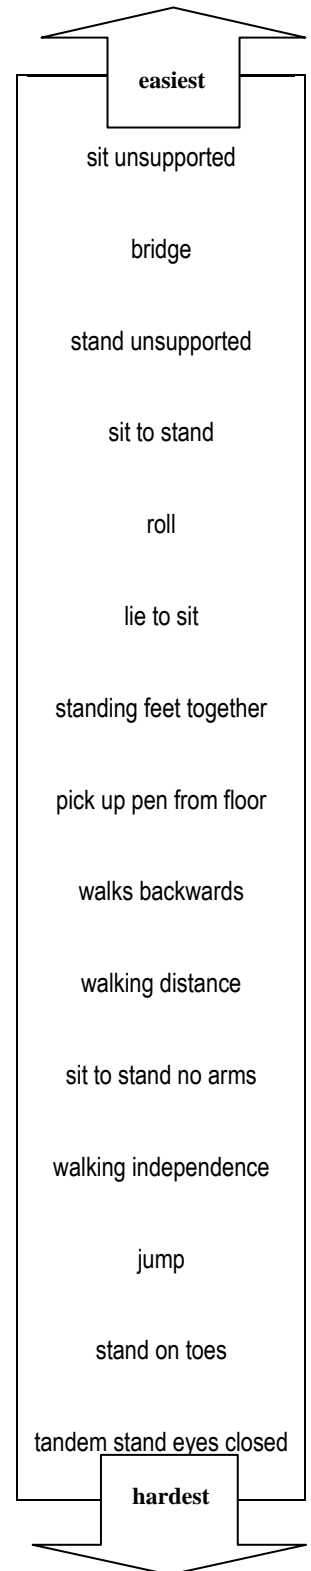 easiest
sit unsupported
bridge
stand unsupported
sit to stand
roll
lie to sit
standing feet together
pick up pen from floor
walks backwards
walking distance
sit to stand no arms
walking independence
jump
stand on toes
tandem stand eyes closed
hardest